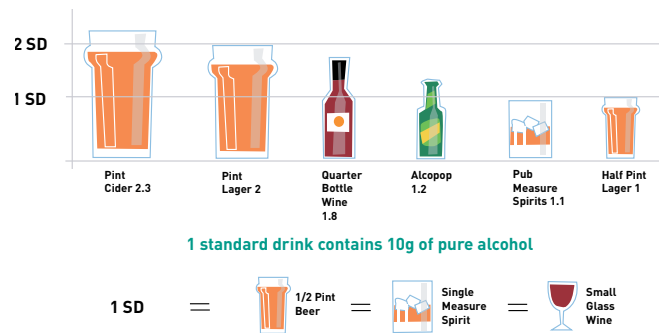 2 SD
1 SD
Pint
Cider 2.3
Pint
Lager 2
Quarter
Bottle
Wine
1.8
Alcopop
1.2
Pub
Measure
Spirits 1.1
Half Pint
Lager 1
1 standard drink contains 10g of pure alcohol
1 SD
=
1/2 Pint
Beer
=
Single
Measure
Spirit
=
Small
Glass
Wine